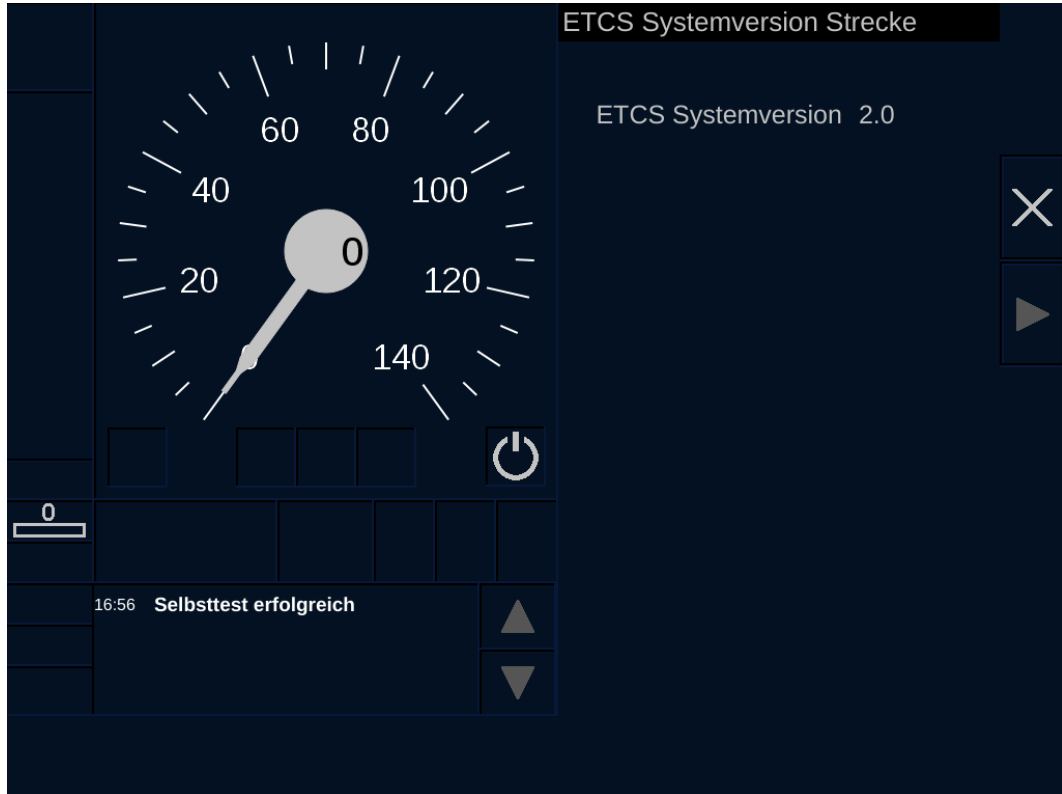 ETCS Systemversion Strecke
ETCS Systemversion 2.0
60 80
40 100
0
20 120
0 140
0
16:56 Selbsttest erfolgreich